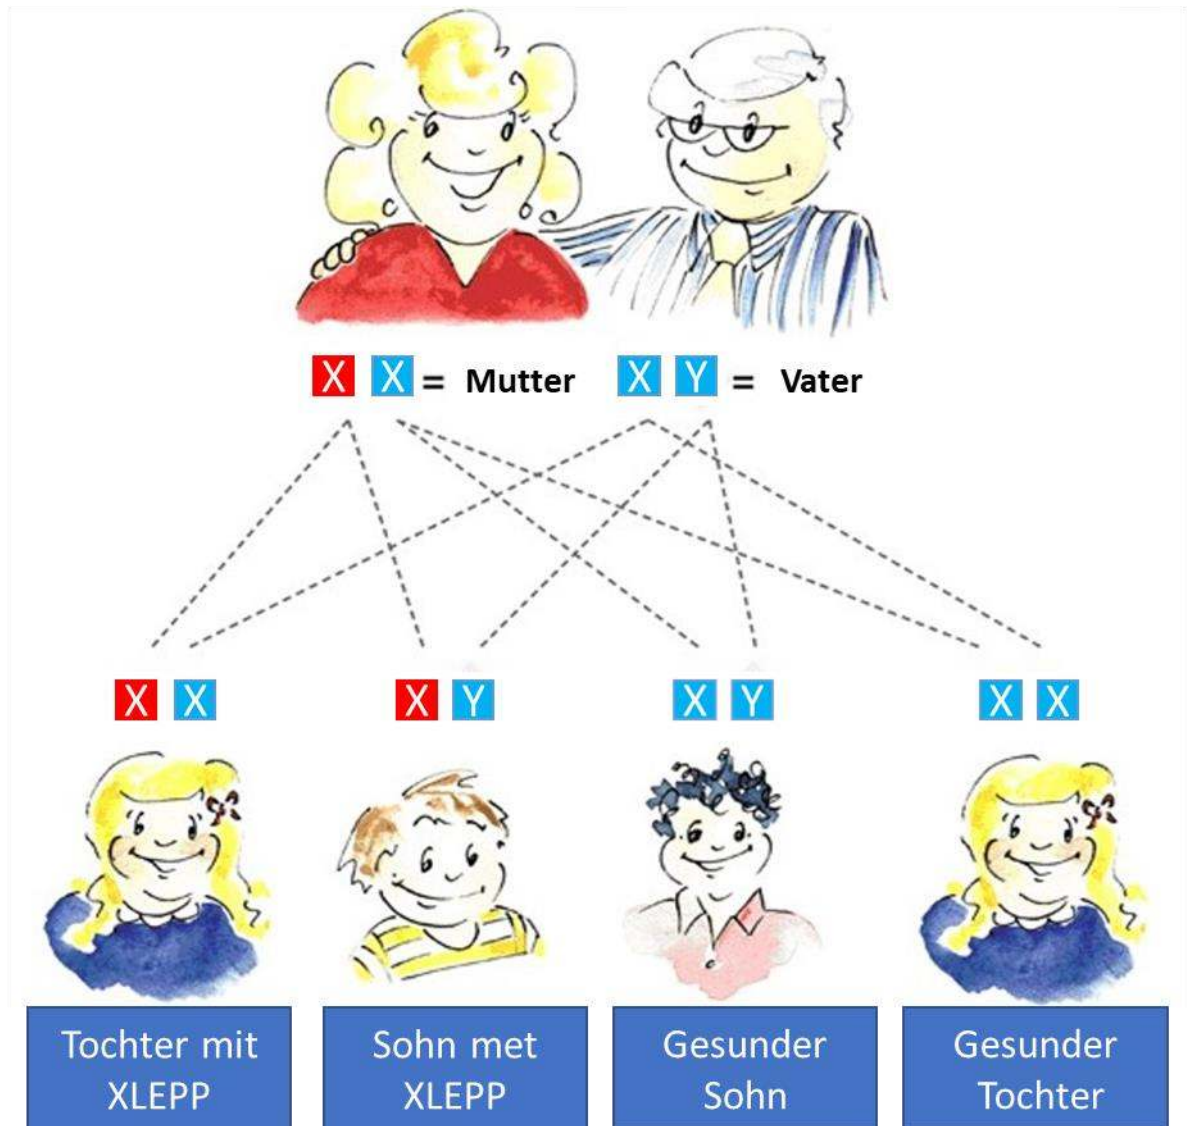 X X = Mutter X Y = Vater
X X X Y X Y X X
Tochter mit
XLEPP
Sohn met
XLEPP
Gesunder
Sohn
Gesunder
Tochter